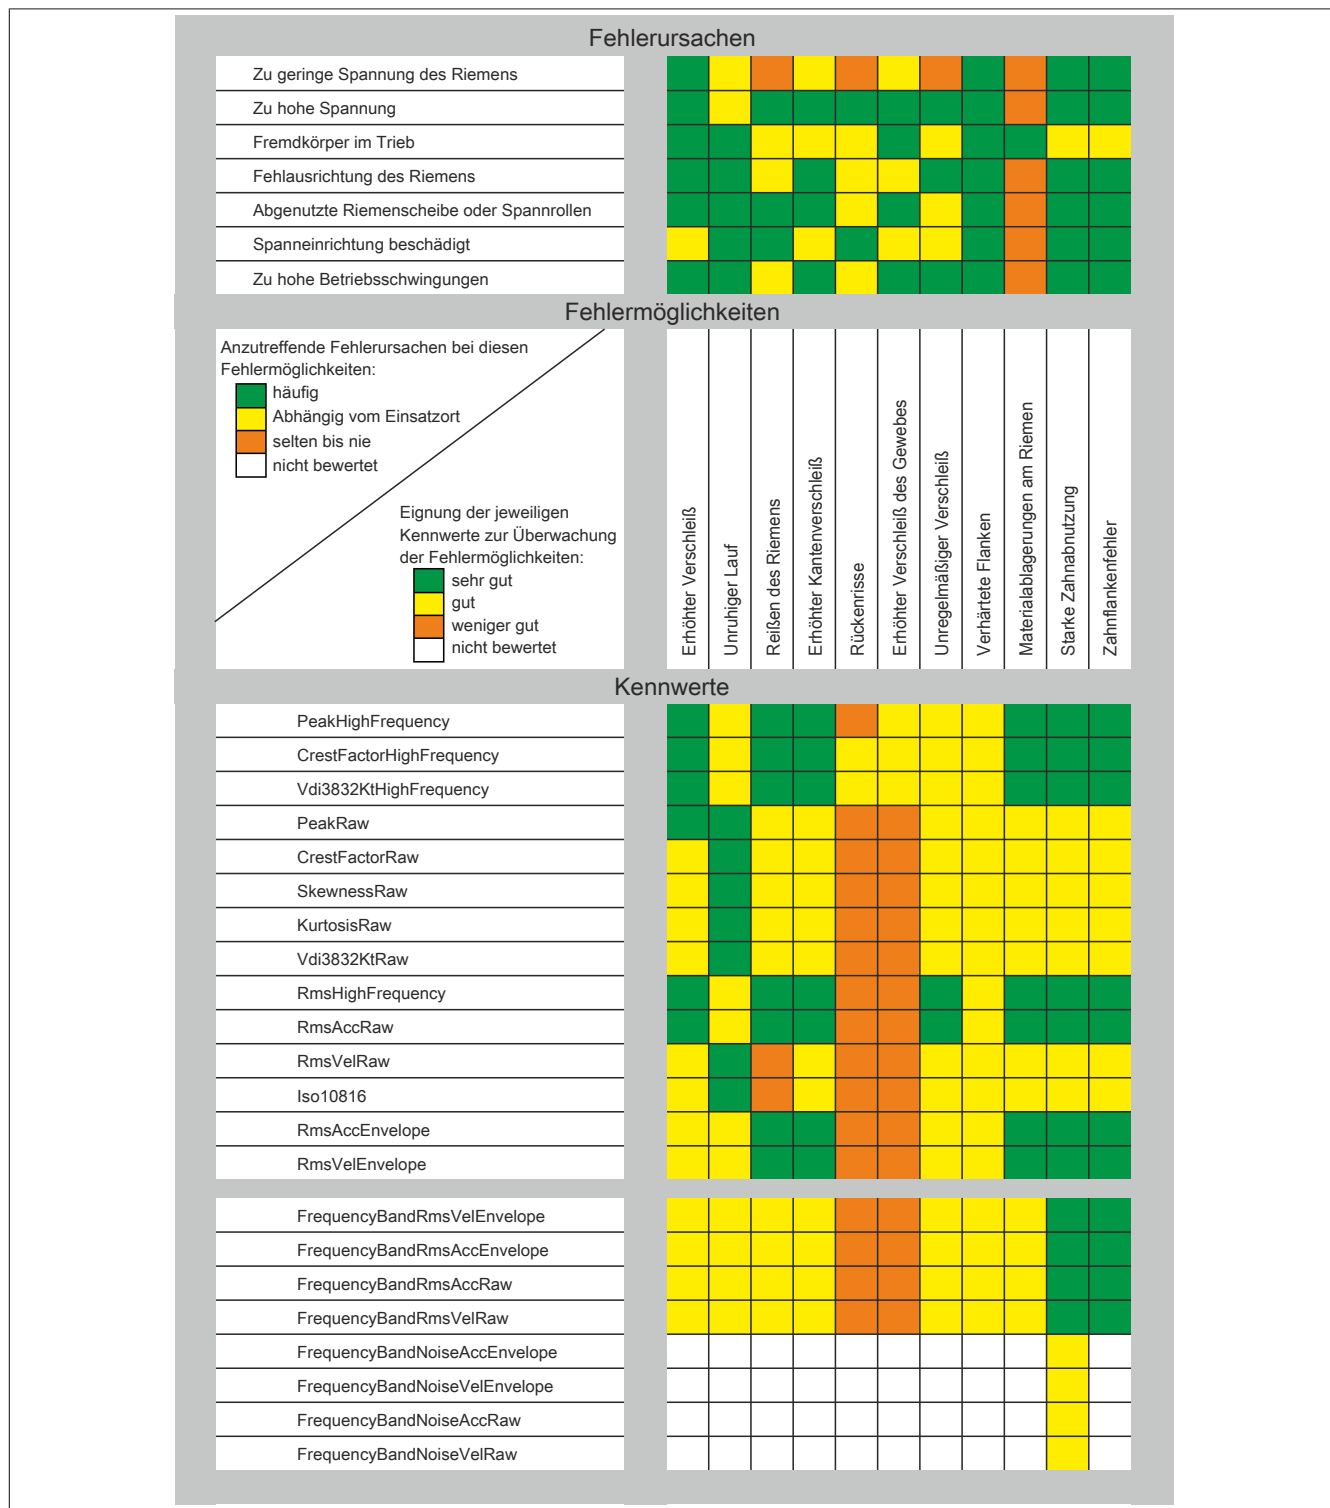 Fehlerursachen
Zu geringe Spannung des Riemens
Zu hohe Spannung
Fremdkörper im Trieb
Fehlausrichtung des Riemens
Abgenutzte Riemenscheibe oder Spannrollen
Spanneinrichtung beschädigt
Zu hohe Betriebsschwingungen
Fehlermöglichkeiten
Anzutreffende Fehlerursachen bei diesen
Fehlermöglichkeiten:
häufig
Abhängig vom Einsatzort
selten bis nie
nicht bewertet
Eignung der jeweiligen
Kennwerte zur Überwachung
der Fehlermöglichkeiten:
sehr gut
gut
weniger gut
nicht bewertet
Erhöhter Verschleiß
Unruhiger Lauf
Reißen des Riemens
Erhöhter Kantenverschleiß
Rückenrisse
Erhöhter Verschleiß des Gewebes
Unregelmäßiger Verschleiß
Verhärtete Flanken
Materialablagerungen am Riemen
Starke Zahnabnutzung
Zahnflankenfehler
Kennwerte
PeakHighFrequency
CrestFactorHighFrequency
Vdi3832KtHighFrequency
PeakRaw
CrestFactorRaw
SkewnessRaw
KurtosisRaw
Vdi3832KtRaw
RmsHighFrequency
RmsAccRaw
RmsVelRaw
Iso10816
RmsAccEnvelope
RmsVelEnvelope
FrequencyBandRmsVelEnvelope
FrequencyBandRmsAccEnvelope
FrequencyBandRmsAccRaw
FrequencyBandRmsVelRaw
FrequencyBandNoiseAccEnvelope
FrequencyBandNoiseVelEnvelope
FrequencyBandNoiseAccRaw
FrequencyBandNoiseVelRaw